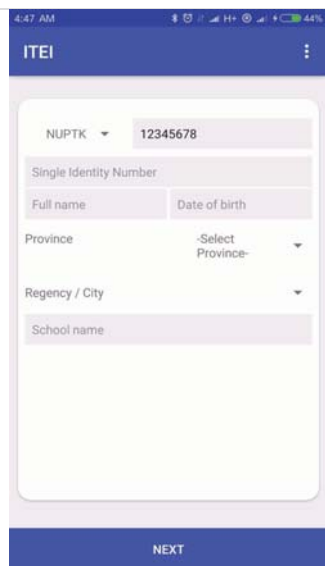 4:47 AM H+ 44%
ITEI
NUPTK 12345678
Single Identity Number
Full name Date of birth
Province -Select
Province-
Regency / City
School name
NEXT